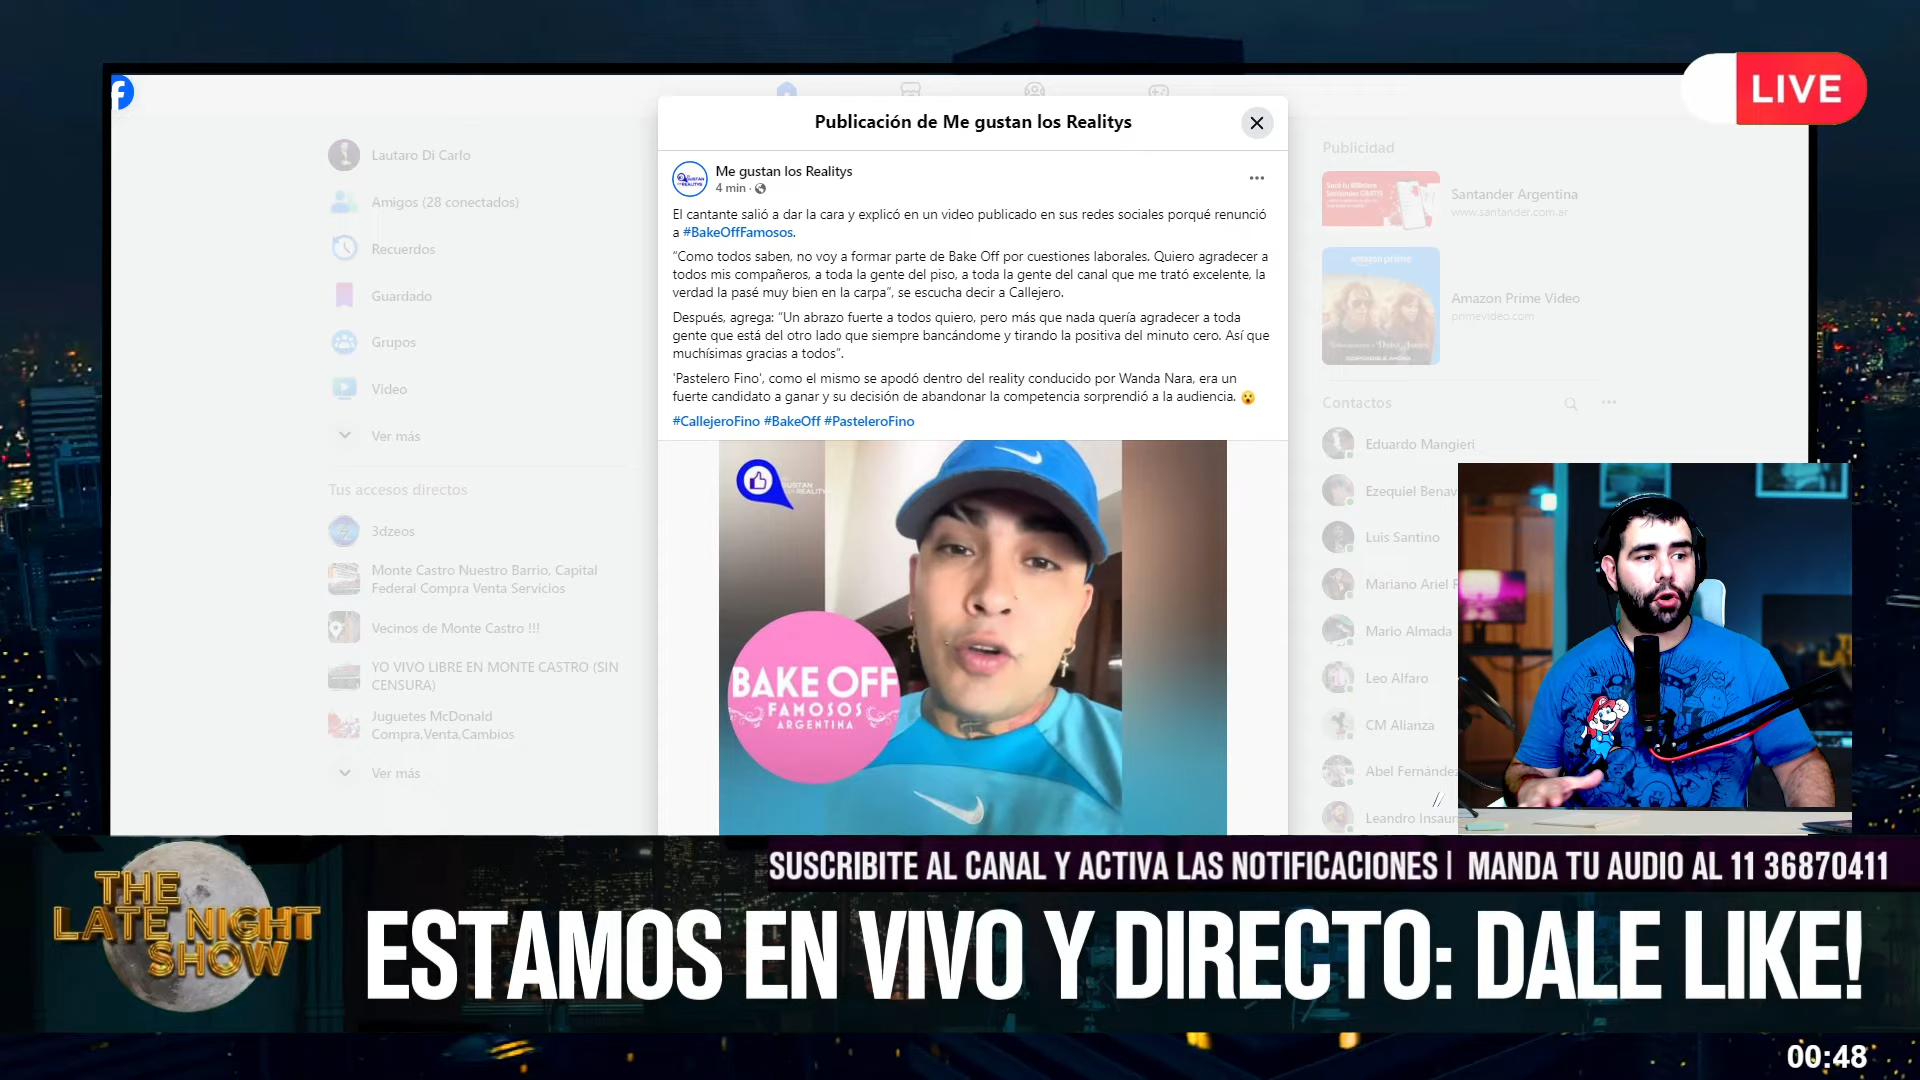 LIVE
Publicación de Me gustan los Realitys
Me gustan los Realitys
4 min ·
El cantante salió a dar la cara y explicó en un video publicado en sus redes sociales porqué renunció
a #BakeOffFamosos.
“Como todos saben, no voy a formar parte de Bake Off por cuestiones laborales. Quiero agradecer a
todos mis compañeros, a toda la gente del piso, a toda la gente del canal que me trató excelente, la
verdad la pasé muy bien en la carpa”, se escucha decir a Callejero.
Después, agrega: “Un abrazo fuerte a todos quiero, pero más que nada quería agradecer a toda
gente que está del otro lado que siempre bancándome y tirando la positiva del minuto cero. Así que
muchísimas gracias a todos”.
'Pastelero Fino', como el mismo se apodó dentro del reality conducido por Wanda Nara, era un
fuerte candidato a ganar y su decisión de abandonar la competencia sorprendió a la audiencia. 😮
#CallejeroFino #BakeOff #PasteleroFino
BAKE OFF
FAMOSOS
ARGENTINA
Lautaro Di Carlo
Amigos (28 conectados)
Recuerdos
Guardado
Grupos
Video
Ver más
Tus accesos directos
3dzeos
Monte Castro Nuestro Barrio, Capital
Federal Compra Venta Servicios
Vecinos de Monte Castro !!!
YO VIVO LIBRE EN MONTE CASTRO (SIN
CENSURA)
Juguetes McDonald
Compra,Venta,Cambios
Ver más
Publicidad
Santander Argentina
www.santander.com.ar
amazon prime
Amazon Prime Video
primevideo.com
Contactos
Eduardo Mangieri
Ezequiel Benav
Luis Santino
Mariano Ariel
Mario Almada
Leo Alfaro
CM Alianza
Abel Fernández
Leandro Insaur
SUSCRIBITE AL CANAL Y ACTIVA LAS NOTIFICACIONES | MANDA TU AUDIO AL 11 36870411
THE
LATE NIGHT
SHOW
ESTAMOS EN VIVO Y DIRECTO: DALE LIKE!
00:48